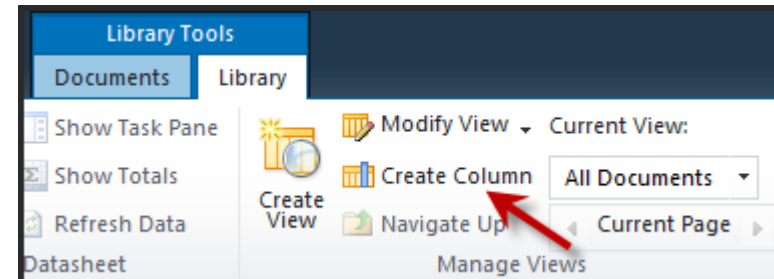 Library Tools
Documents Library
Show Task Pane
Show Totals
Refresh Data
Datasheet
Create
View
Modify View
Create Column
Navigate Up
Current View:
All Documents
Current Page
Manage Views